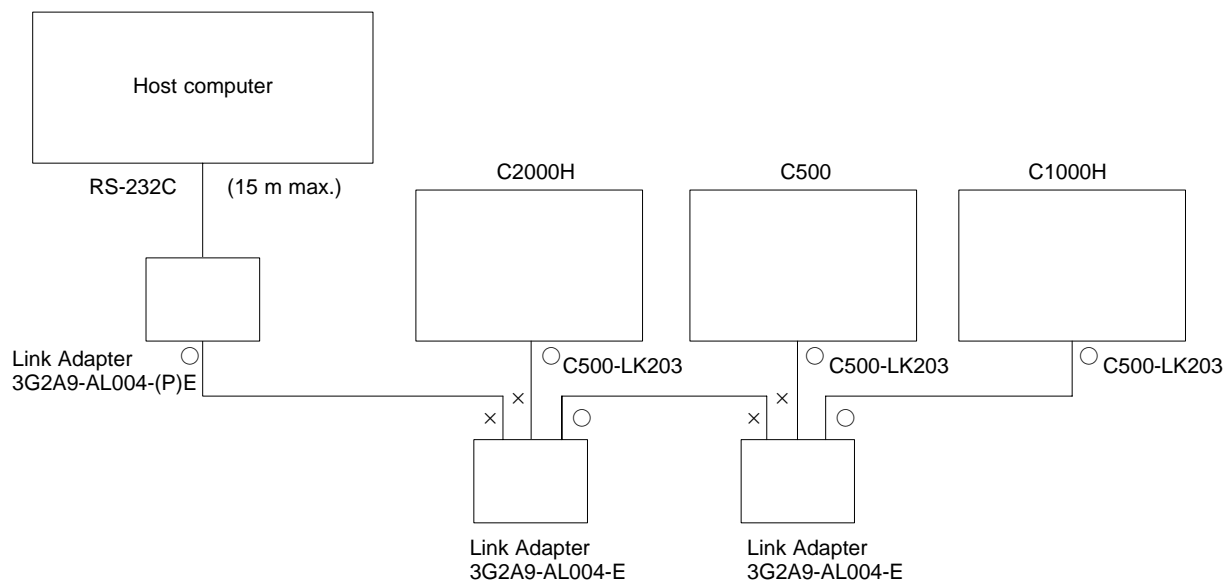 Host computer
RS-232C (15 m max.)
C2000H
C500
C1000H
Link Adapter
3G2A9-AL004-(P)E
C500-LK203
C500-LK203
C500-LK203
Link Adapter
3G2A9-AL004-E
Link Adapter
3G2A9-AL004-E